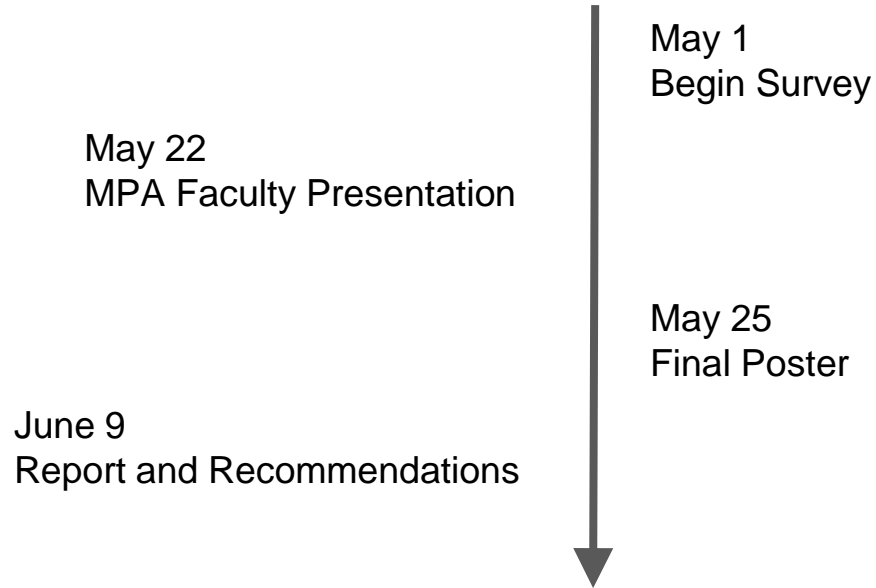 May 1
Begin Survey
May 22
MPA Faculty Presentation
May 25
Final Poster
June 9
Report and Recommendations